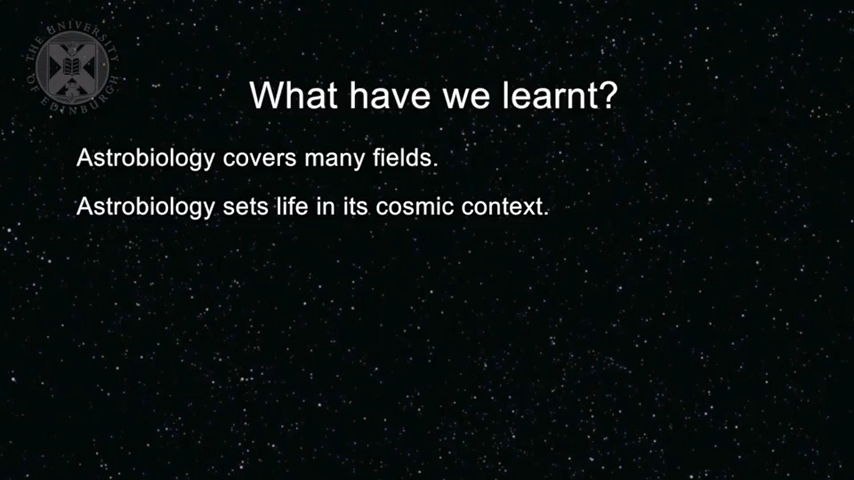 THE UNIVERSITY OF EDINBURGH
What have we learnt?
Astrobiology covers many fields.
Astrobiology sets life in its cosmic context.